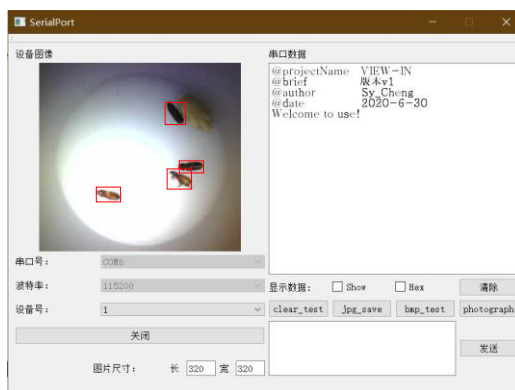 SerialPort
设备图像
串口数据
@projectName VIEW-IN
@brief 版本v1
@author Sy_Cheng
@date 2020-6-30
Welcome to use!
串口号: COM6
波特率: 115200
设备号: 1
关闭
图片尺寸: 长 320 宽 320
显示数据: Show Hex 清除
clear_test jpg_save bmp_test photograph
发送